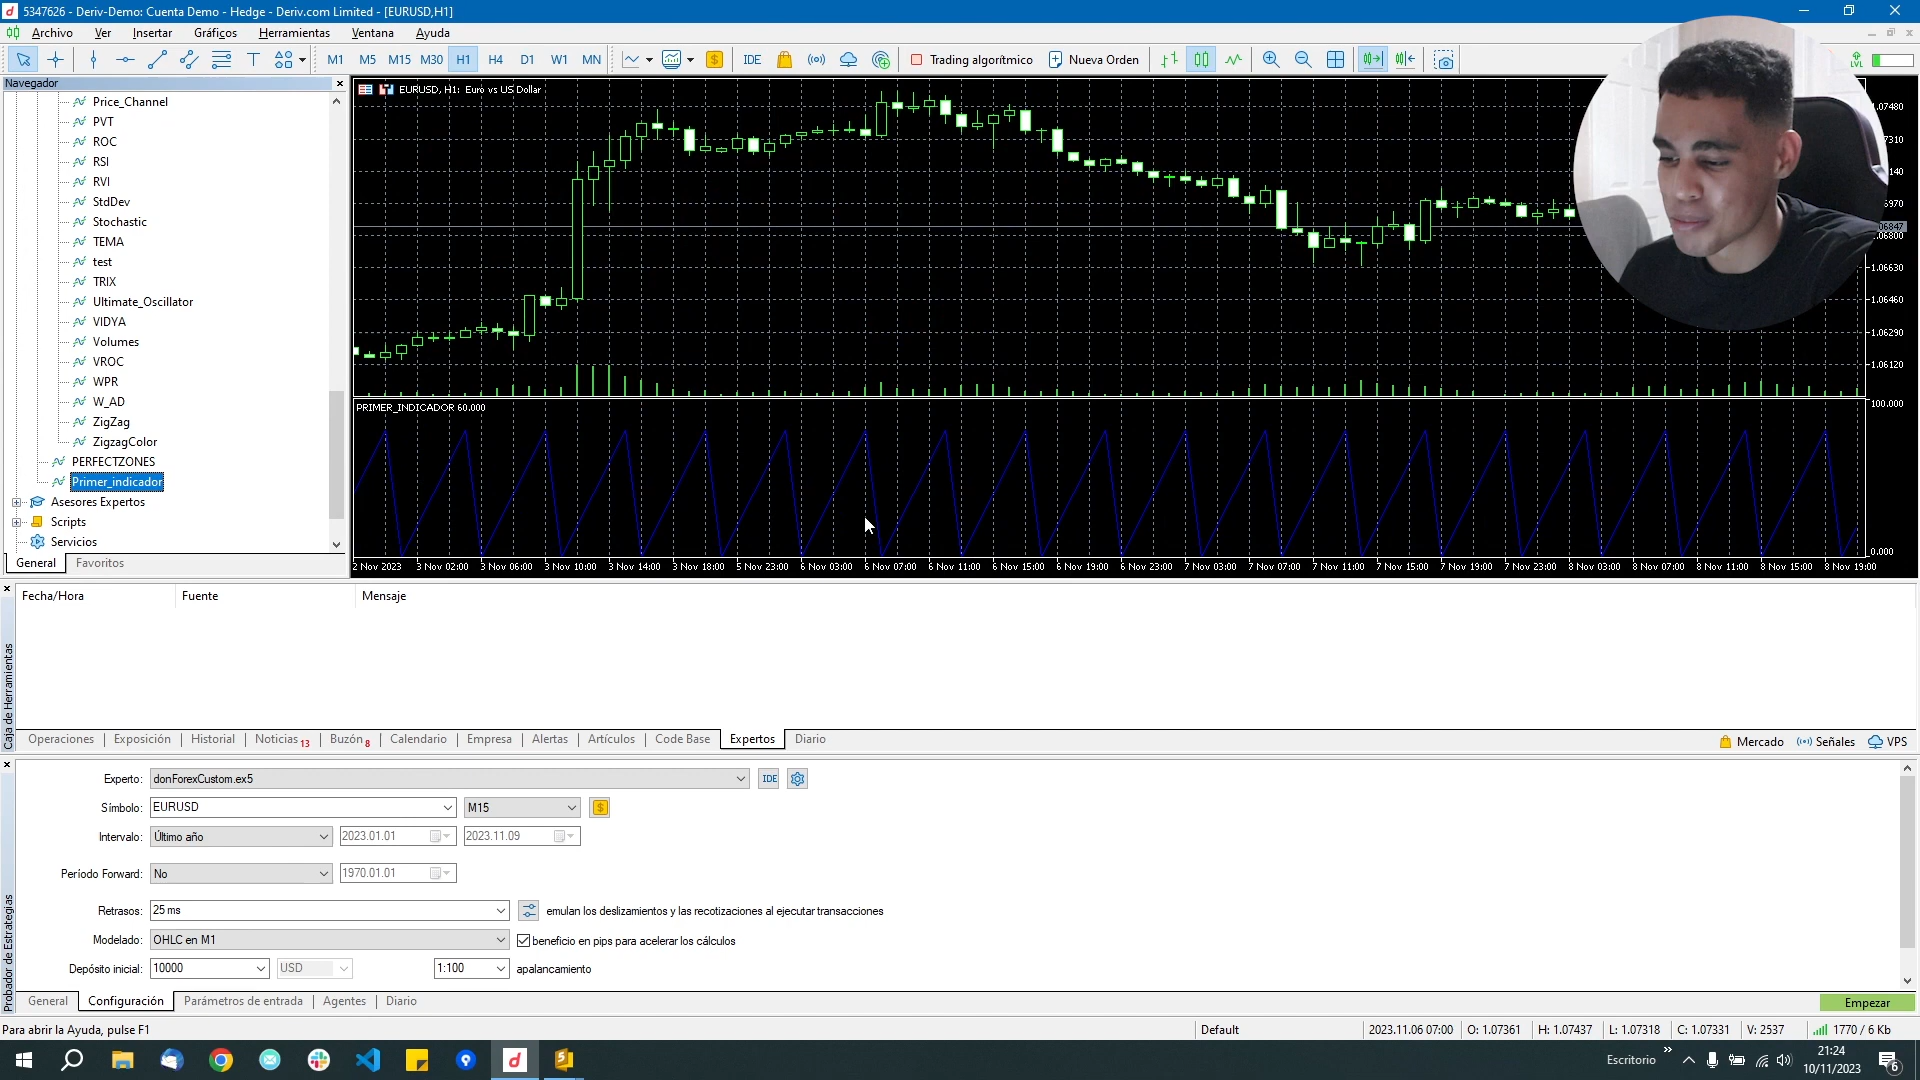 5347626 - Deriv-Demo: Cuenta Demo - Hedge - Deriv.com Limited - [EURUSD,H1]
Archivo Ver Insertar Gráficos Herramientas Ventana Ayuda
M1 M5 M15 M30 H1 H4 D1 W1 MN IDE Trading algorítmico Nueva Orden LVL
Navegador
Price_Channel
PVT
ROC
RSI
RVI
StdDev
Stochastic
TEMA
test
TRIX
Ultimate_Oscillator
VIDYA
Volumes
VROC
WPR
W_AD
ZigZag
ZigzagColor
PERFECTZONES
Primer_indicador
Asesores Expertos
Scripts
Servicios
General Favoritos
EURUSD, H1: Euro vs US Dollar
1.07480
1.06800
1.06630
1.06460
1.06290
1.06120
PRIMER_INDICADOR 60.000
100.000
0.000
2 Nov 2023 3 Nov 02:00 3 Nov 06:00 3 Nov 10:00 3 Nov 14:00 3 Nov 18:00 5 Nov 23:00 6 Nov 03:00 6 Nov 07:00 6 Nov 11:00 6 Nov 15:00 6 Nov 19:00 6 Nov 23:00 7 Nov 03:00 7 Nov 07:00 7 Nov 11:00 7 Nov 15:00 7 Nov 19:00 7 Nov 23:00 8 Nov 03:00 8 Nov 07:00 8 Nov 11:00 8 Nov 15:00 8 Nov 19:00
Caja de Herramientas
Fecha/Hora Fuente Mensaje
Operaciones Exposición Historial Noticias 13 Buzón 8 Calendario Empresa Alertas Artículos Code Base Expertos Diario
Mercado Señales VPS
Probador de Estrategias
Experto: donForexCustom.ex5 IDE
Símbolo: EURUSD M15
Intervalo: Último año 2023.01.01 2023.11.09
Período Forward: No 1970.01.01
Retrasos: 25 ms emulan los deslizamientos y las recotizaciones al ejecutar transacciones
Modelado: OHLC en M1 beneficio en pips para acelerar los cálculos
Depósito inicial: 10000 USD 1:100 apalancamiento
General Configuración Parámetros de entrada Agentes Diario
Empezar
Para abrir la Ayuda, pulse F1 Default 2023.11.06 07:00 O: 1.07361 H: 1.07437 L: 1.07318 C: 1.07331 V: 2537 1770 / 6 Kb
Escritorio
21:24
10/11/2023
6